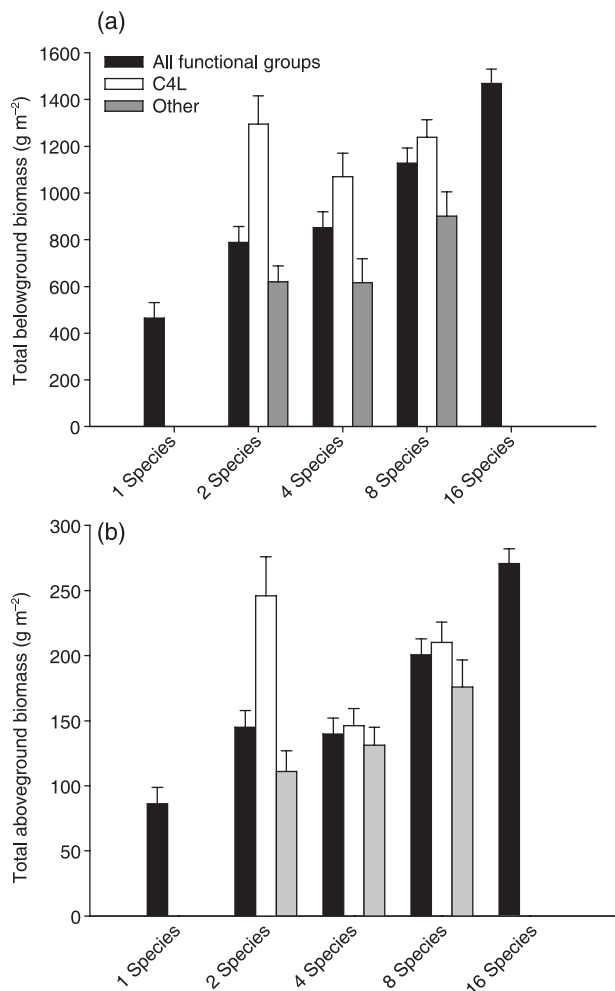 (a)
1600
1400
1200
1000
800
600
400
200
0
Total belowground biomass (g m⁻²)
All functional groups
C4L
Other
1 Species
2 Species
4 Species
8 Species
16 Species
(b)
300
250
200
150
100
50
0
Total aboveground biomass (g m⁻²)
1 Species
2 Species
4 Species
8 Species
16 Species